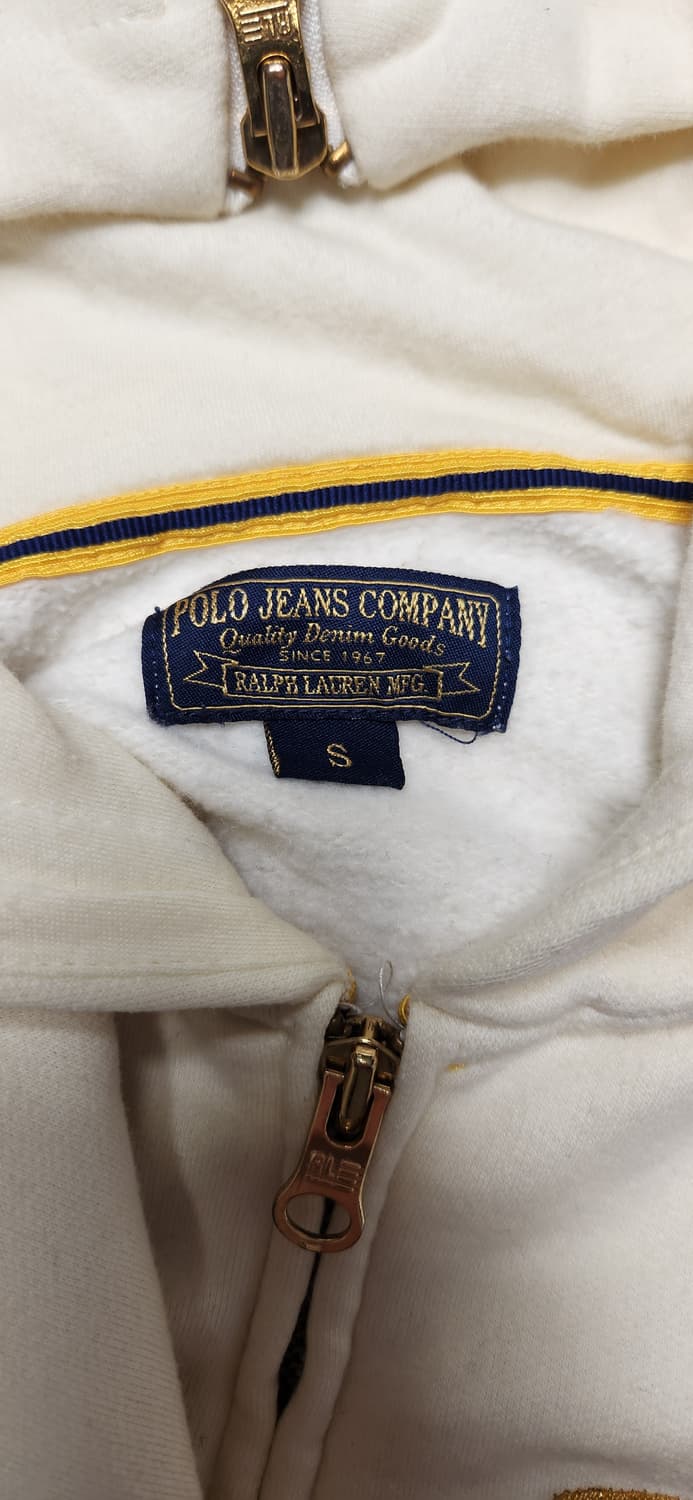 POLO JEANS COMPANY
Quality Denim Goods
SINCE 1967
RALPH LAUREN MFG.
S